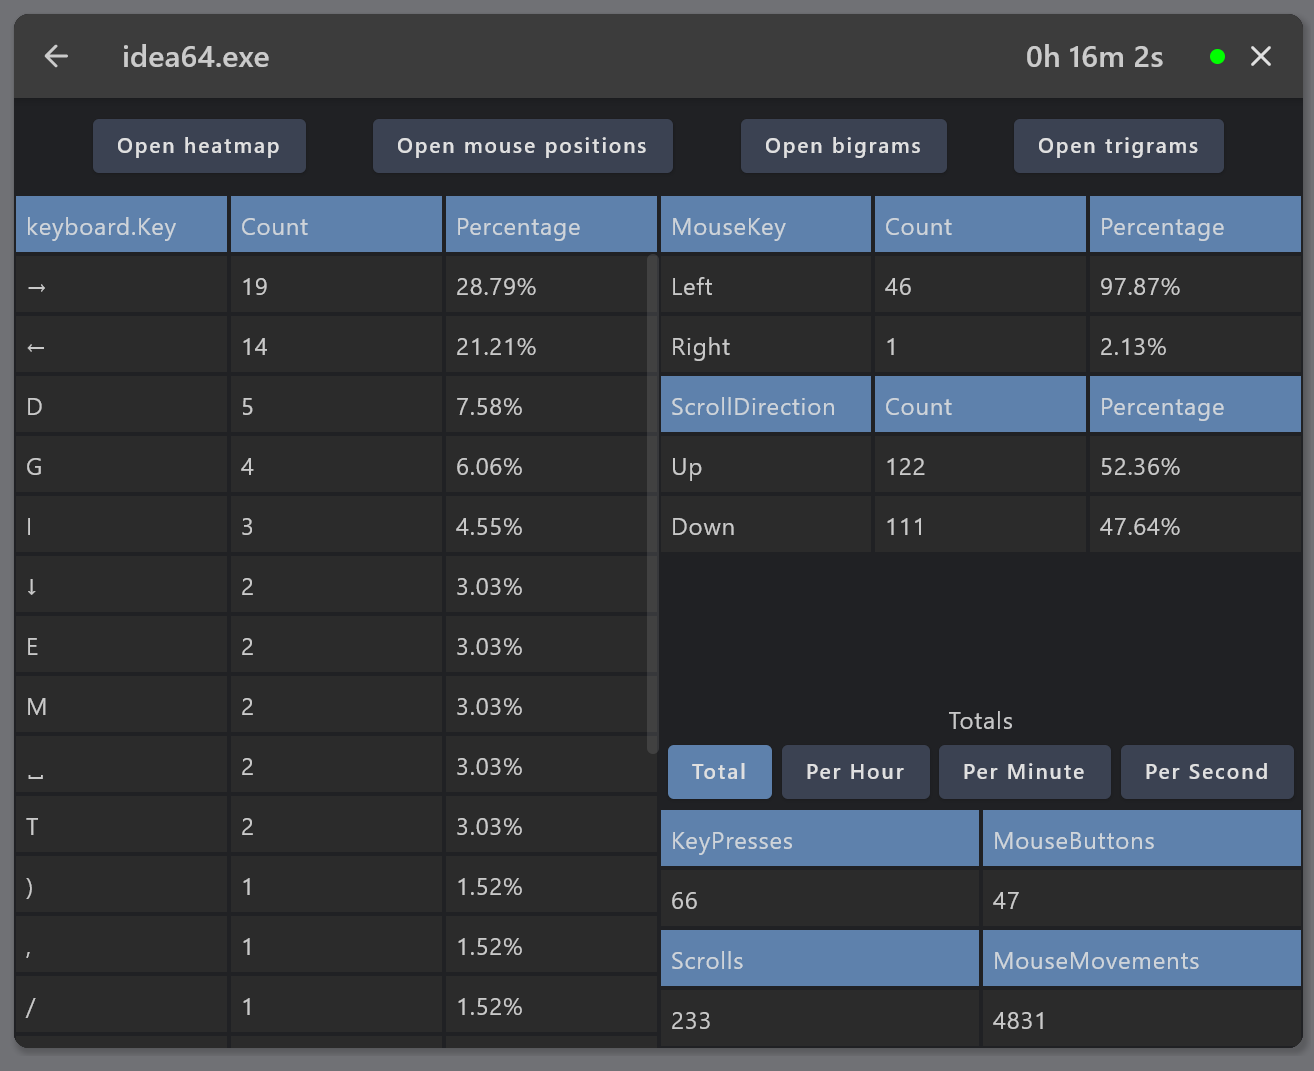 idea64.exe 0h 16m 2s
Open heatmap Open mouse positions Open bigrams Open trigrams
keyboard.Key Count Percentage
→ 19 28.79%
← 14 21.21%
D 5 7.58%
G 4 6.06%
I 3 4.55%
↓ 2 3.03%
E 2 3.03%
M 2 3.03%
⎵ 2 3.03%
T 2 3.03%
) 1 1.52%
, 1 1.52%
/ 1 1.52%
MouseKey Count Percentage
Left 46 97.87%
Right 1 2.13%
ScrollDirection Count Percentage
Up 122 52.36%
Down 111 47.64%
Totals
Total Per Hour Per Minute Per Second
KeyPresses MouseButtons
66 47
Scrolls MouseMovements
233 4831